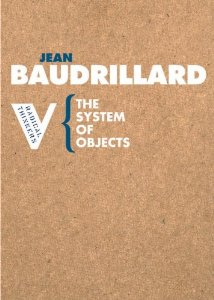 JEAN
BAUDRILLARD
RADICAL
THINKERS
V
THE
SYSTEM
OF
OBJECTS